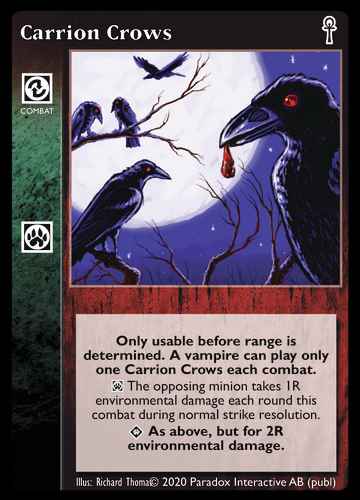 Carrion Crows
COMBAT
Only usable before range is
determined. A vampire can play only
one Carrion Crows each combat.
The opposing minion takes 1R
environmental damage each round this
combat during normal strike resolution.
As above, but for 2R
environmental damage.
Illus: Richard Thoma© 2020 Paradox Interactive AB (publ)